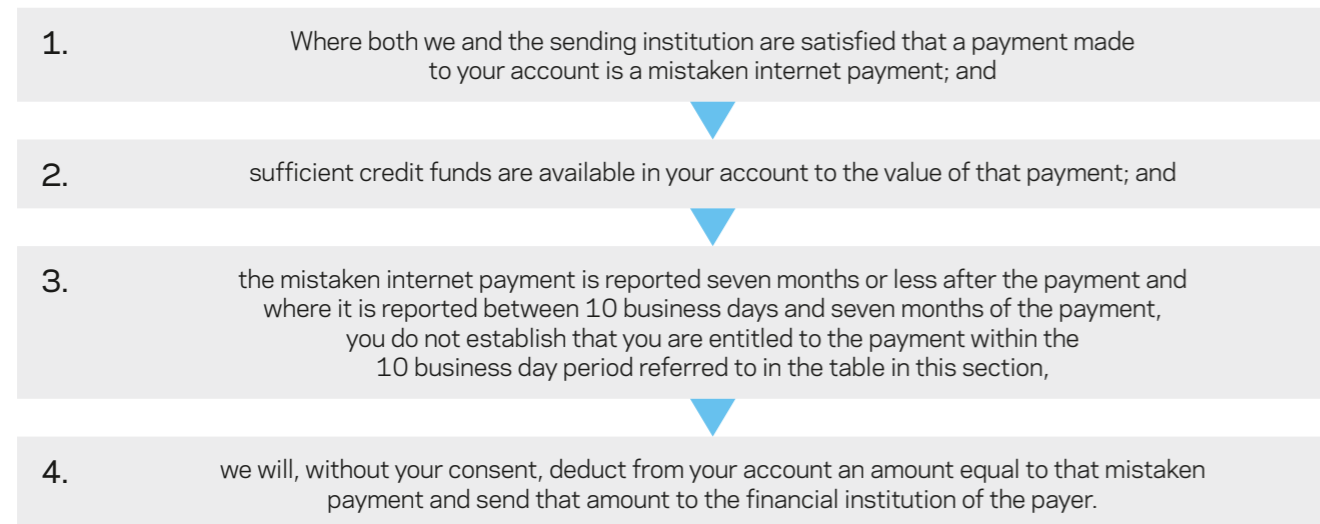 1. Where both we and the sending institution are satisfied that a payment made
to your account is a mistaken internet payment; and
2. sufficient credit funds are available in your account to the value of that payment; and
3. the mistaken internet payment is reported seven months or less after the payment and
where it is reported between 10 business days and seven months of the payment,
you do not establish that you are entitled to the payment within the
10 business day period referred to in the table in this section,
4. we will, without your consent, deduct from your account an amount equal to that mistaken
payment and send that amount to the financial institution of the payer.